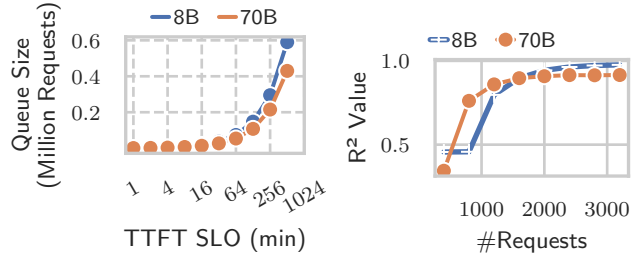 8B 70B
Queue Size
(Million Requests)
0.6
0.4
0.2
1 4 16 64 256 1024
TTFT SLO (min)
8B 70B
R² Value
1.0
0.5
1000 2000 3000
#Requests